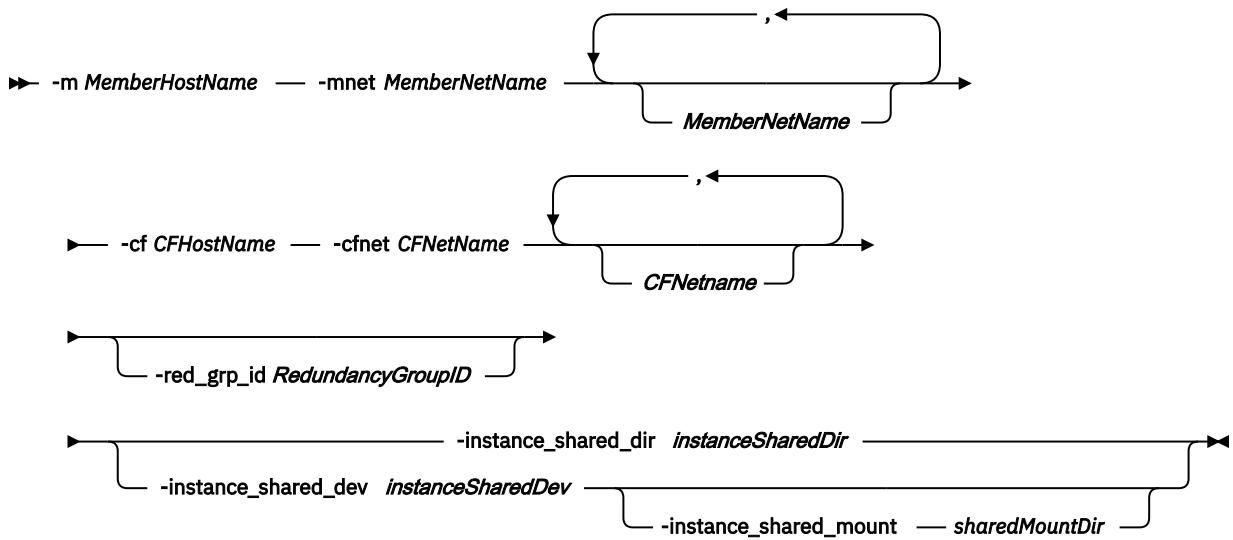 ,
-m MemberHostName -mnet MemberNetName
MemberNetName
,
-cf CFHostName -cfnet CFNetName
CFNetname
-red_grp_id RedundancyGroupID
-instance_shared_dir instanceSharedDir
-instance_shared_dev instanceSharedDev
-instance_shared_mount sharedMountDir